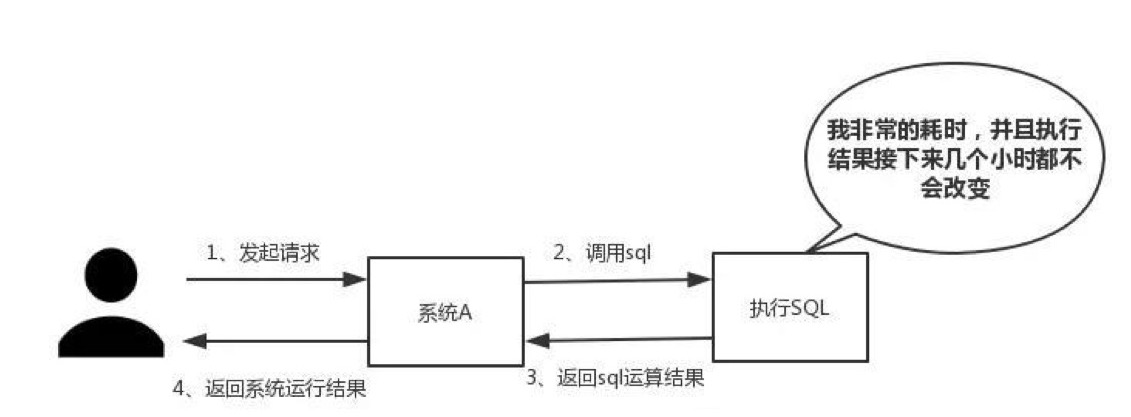 我非常的耗时，并且执行
结果接下来几个小时都不
会改变
1、发起请求
2、调用sql
系统A
执行SQL
3、返回sql运算结果
4、返回系统运行结果